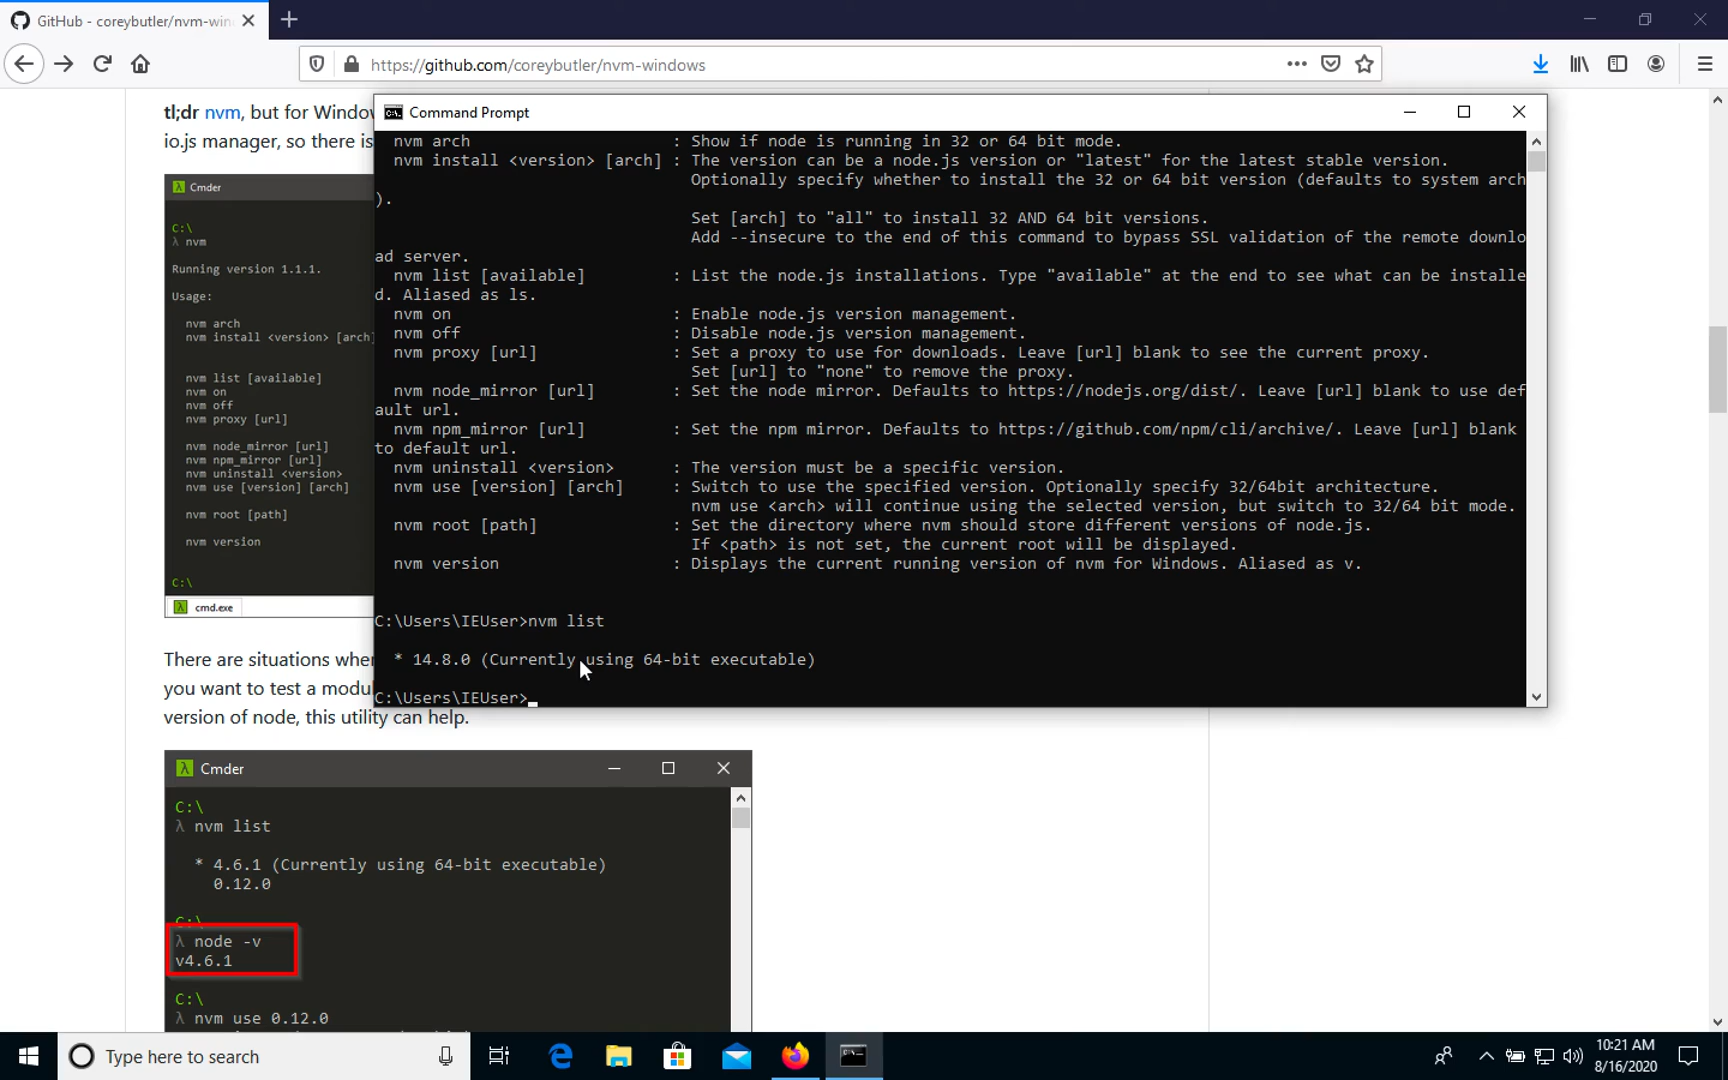 GitHub - coreybutler/nvm-win
https://github.com/coreybutler/nvm-windows
tl;dr nvm, but for Windo
io.js manager, so there is
Cmder
C:\
λ nvm
Running version 1.1.1.
Usage:
nvm arch
nvm install <version> [arch]
nvm list [available]
nvm on
nvm off
nvm proxy [url]
nvm node_mirror [url]
nvm npm_mirror [url]
nvm uninstall <version>
nvm use [version] [arch]
nvm root [path]
nvm version
C:\
cmd.exe
Command Prompt
nvm arch : Show if node is running in 32 or 64 bit mode.
nvm install <version> [arch] : The version can be a node.js version or "latest" for the latest stable version.
Optionally specify whether to install the 32 or 64 bit version (defaults to system arch
).
Set [arch] to "all" to install 32 AND 64 bit versions.
Add --insecure to the end of this command to bypass SSL validation of the remote downlo
ad server.
nvm list [available] : List the node.js installations. Type "available" at the end to see what can be installe
d. Aliased as ls.
nvm on : Enable node.js version management.
nvm off : Disable node.js version management.
nvm proxy [url] : Set a proxy to use for downloads. Leave [url] blank to see the current proxy.
Set [url] to "none" to remove the proxy.
nvm node_mirror [url] : Set the node mirror. Defaults to https://nodejs.org/dist/. Leave [url] blank to use def
ault url.
nvm npm_mirror [url] : Set the npm mirror. Defaults to https://github.com/npm/cli/archive/. Leave [url] blank
to default url.
nvm uninstall <version> : The version must be a specific version.
nvm use [version] [arch] : Switch to use the specified version. Optionally specify 32/64bit architecture.
nvm use <arch> will continue using the selected version, but switch to 32/64 bit mode.
nvm root [path] : Set the directory where nvm should store different versions of node.js.
If <path> is not set, the current root will be displayed.
nvm version : Displays the current running version of nvm for Windows. Aliased as v.
C:\Users\IEUser>nvm list
* 14.8.0 (Currently using 64-bit executable)
C:\Users\IEUser>
There are situations whe
you want to test a modu
version of node, this utility can help.
Cmder
C:\
λ nvm list
* 4.6.1 (Currently using 64-bit executable)
0.12.0
C:\
λ node -v
v4.6.1
C:\
λ nvm use 0.12.0
Type here to search
10:21 AM
8/16/2020